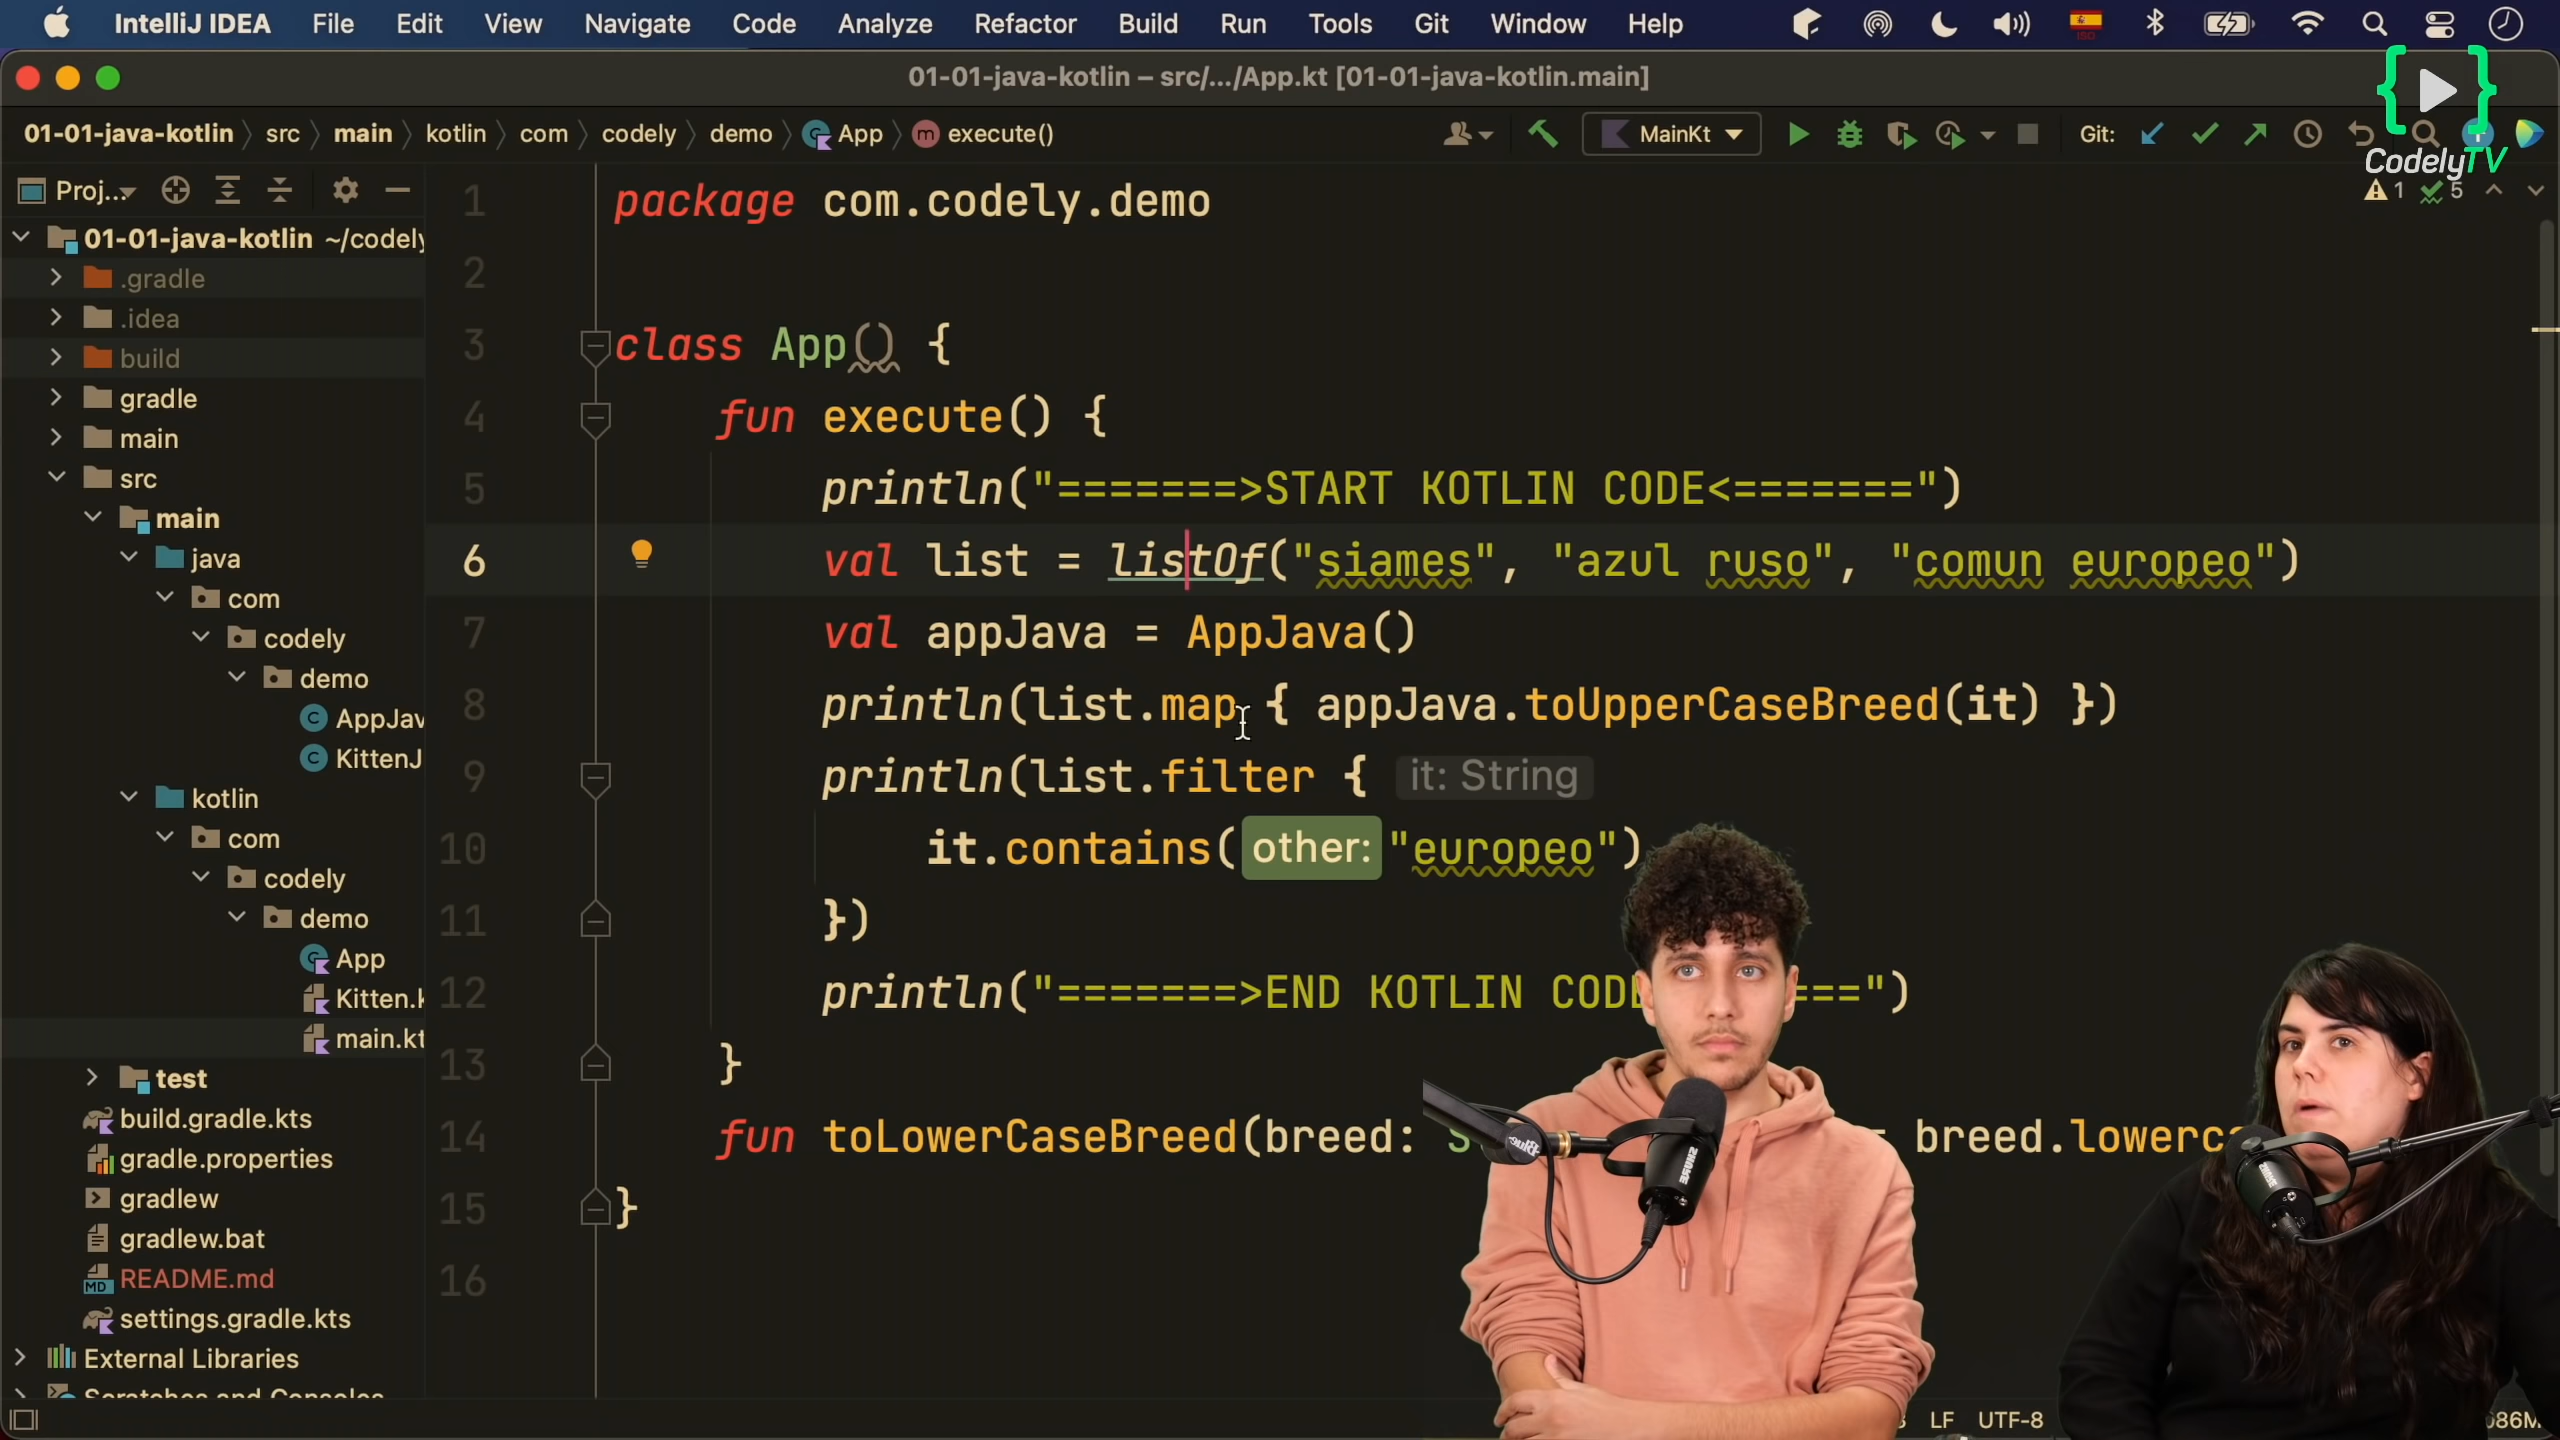 IntelliJ IDEA File Edit View Navigate Code Analyze Refactor Build Run Tools Git Window Help
01-01-java-kotlin – src/.../App.kt [01-01-java-kotlin.main]
01-01-java-kotlin src main kotlin com codely demo App execute()
MainKt
Git:
CodelyTV
Proj...
1 5
01-01-java-kotlin ~/codely
.gradle
.idea
build
gradle
main
src
main
java
com
codely
demo
AppJav
KittenJ
kotlin
com
codely
demo
App
Kitten.k
main.kt
test
build.gradle.kts
gradle.properties
gradlew
gradlew.bat
README.md
settings.gradle.kts
External Libraries
Scratches and Consoles
1 package com.codely.demo
2
3 class App() {
4 fun execute() {
5 println("=======>START KOTLIN CODE<=======")
6 val list = listOf("siames", "azul ruso", "comun europeo")
7 val appJava = AppJava()
8 println(list.map { appJava.toUpperCaseBreed(it) })
9 println(list.filter { it: String
10 it.contains( other: "europeo")
11 })
12 println("=======>END KOTLIN COD ===")
13 }
14 fun toLowerCaseBreed(breed: S = breed.lowerc
15 }
16
LF UTF-8